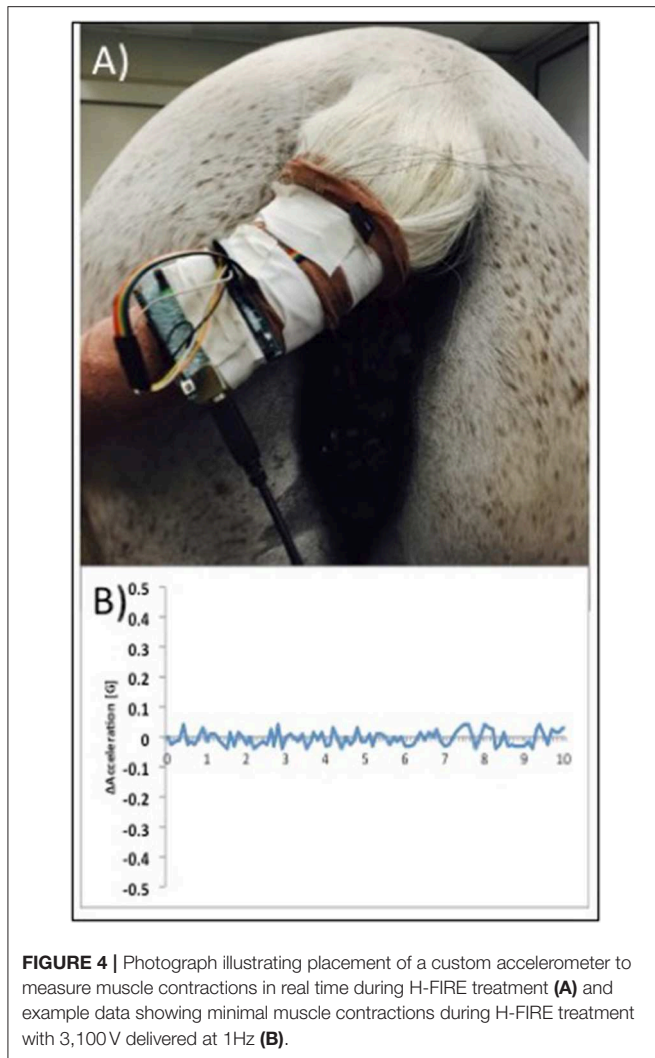 A)
B)
0.5
0.4
0.3
0.2
0.1
0
-0.1
-0.2
-0.3
-0.4
-0.5
ΔAcceleration [G]
0 1 2 3 4 5 6 7 8 9 10
FIGURE 4 | Photograph illustrating placement of a custom accelerometer to
measure muscle contractions in real time during H-FIRE treatment (A) and
example data showing minimal muscle contractions during H-FIRE treatment
with 3,100 V delivered at 1Hz (B).